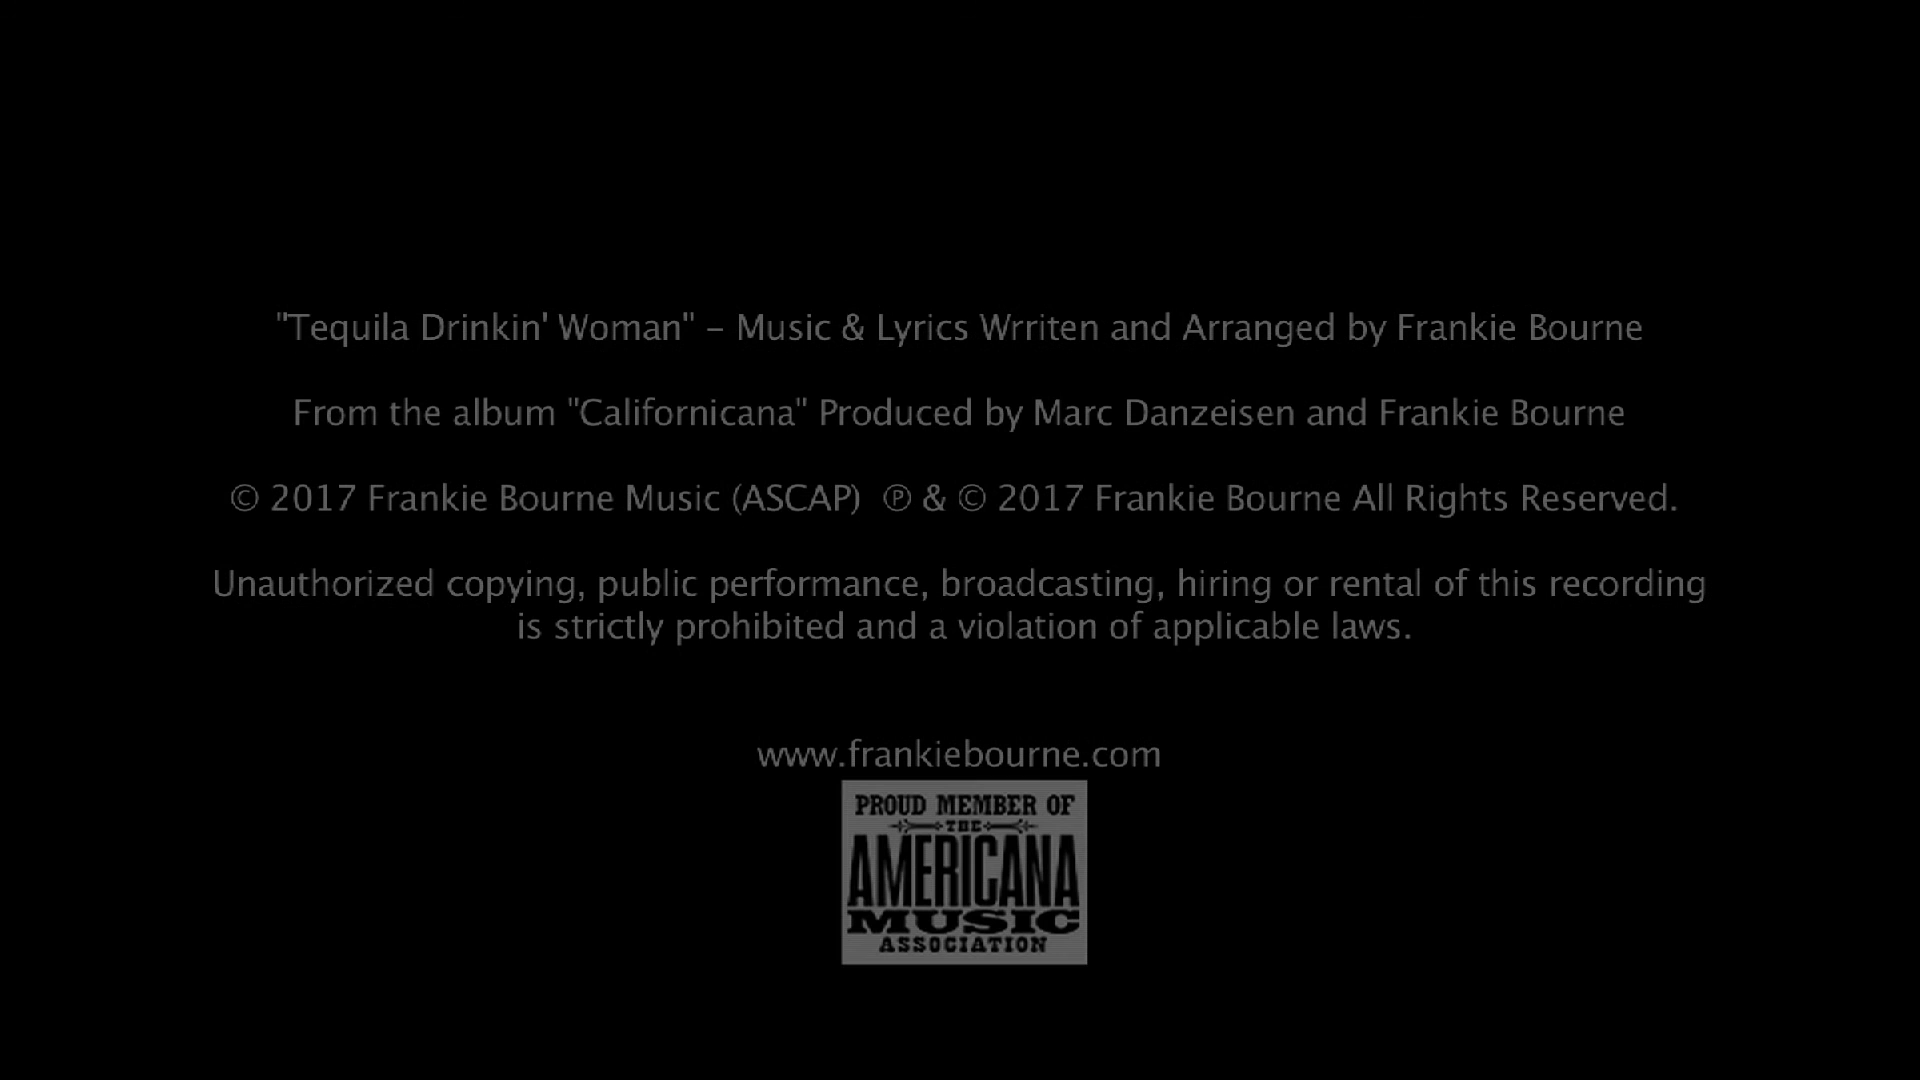 "Tequila Drinkin' Woman" – Music & Lyrics Wrriten and Arranged by Frankie Bourne
From the album "Californicana" Produced by Marc Danzeisen and Frankie Bourne
© 2017 Frankie Bourne Music (ASCAP) ℗ & © 2017 Frankie Bourne All Rights Reserved.
Unauthorized copying, public performance, broadcasting, hiring or rental of this recording
is strictly prohibited and a violation of applicable laws.
www.frankiebourne.com
PROUD MEMBER OF
THE
AMERICANA
MUSIC
ASSOCIATION